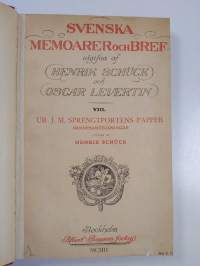 SVENSKA
MEMOARER OCH BREF
utgifna af
HENRIK SCHÜCK
och
OSCAR LEVERTIN
VIII.
UR J. M. SPRENGTPORTENS PAPPER
HENRIK SCHÜCK
Stockholm
Albert Bonniers förlag